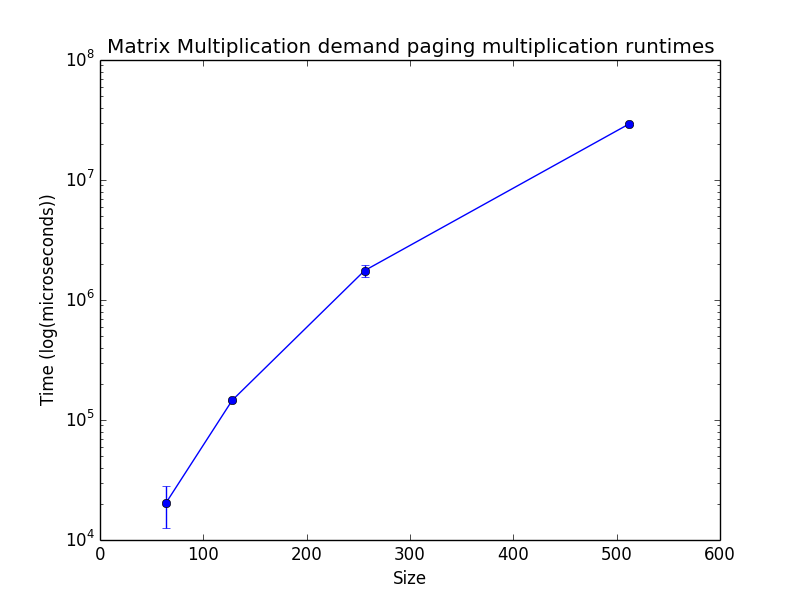 Matrix Multiplication demand paging multiplication runtimes
10^8
10^7
10^6
10^5
10^4
Time (log(microseconds))
0 100 200 300 400 500 600
Size